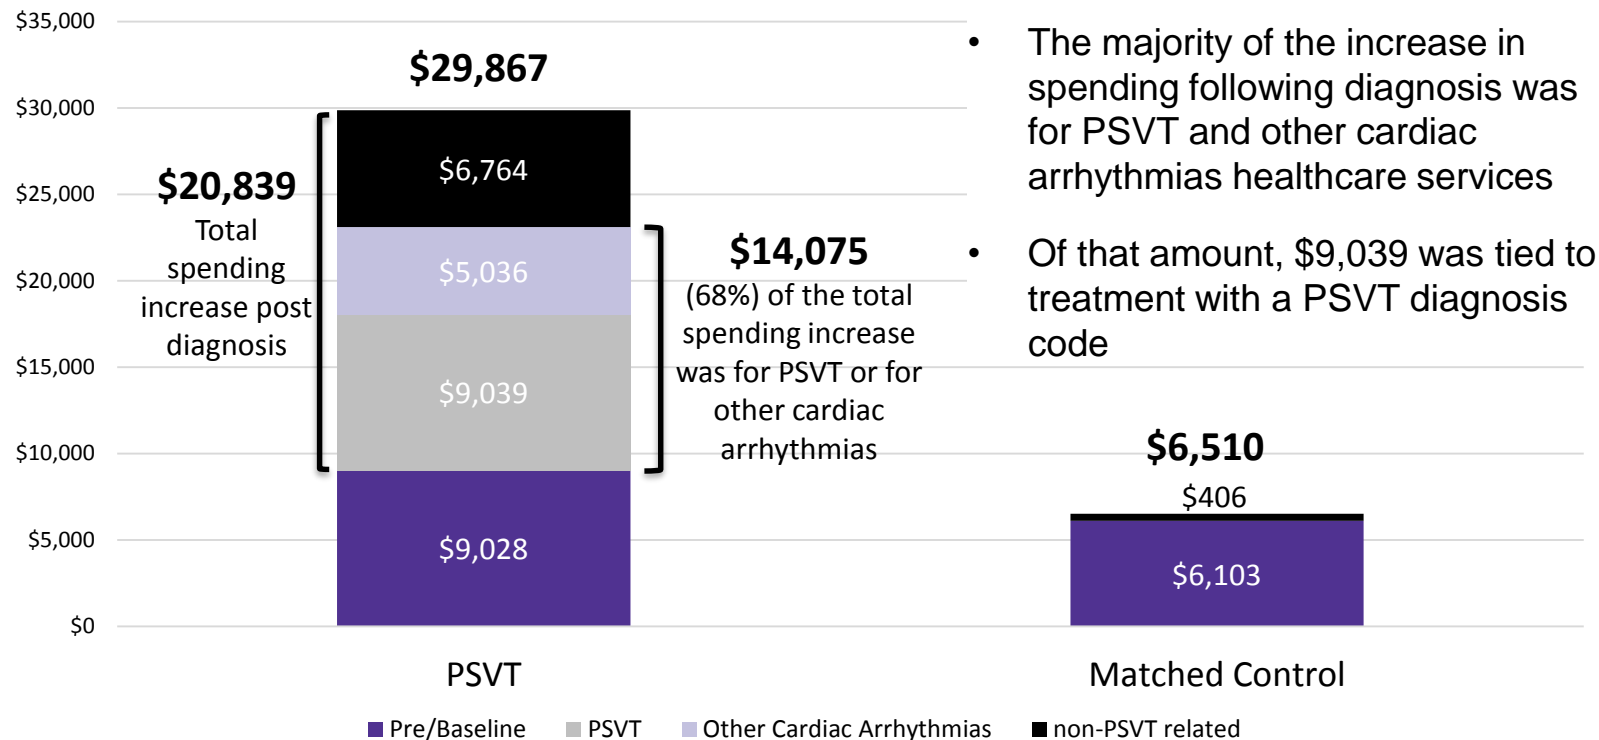 $35,000
$30,000
$25,000
$20,000
$15,000
$10,000
$5,000
$0
$29,867
$6,764
$5,036
$9,039
$9,028
$20,839
Total
spending
increase post
diagnosis
$14,075
(68%) of the total
spending increase
was for PSVT or for
other cardiac
arrhythmias
• The majority of the increase in
spending following diagnosis was
for PSVT and other cardiac
arrhythmias healthcare services
• Of that amount, $9,039 was tied to
treatment with a PSVT diagnosis
code
$6,510
$406
$6,103
PSVT
Matched Control
Pre/Baseline
PSVT
Other Cardiac Arrhythmias
non-PSVT related